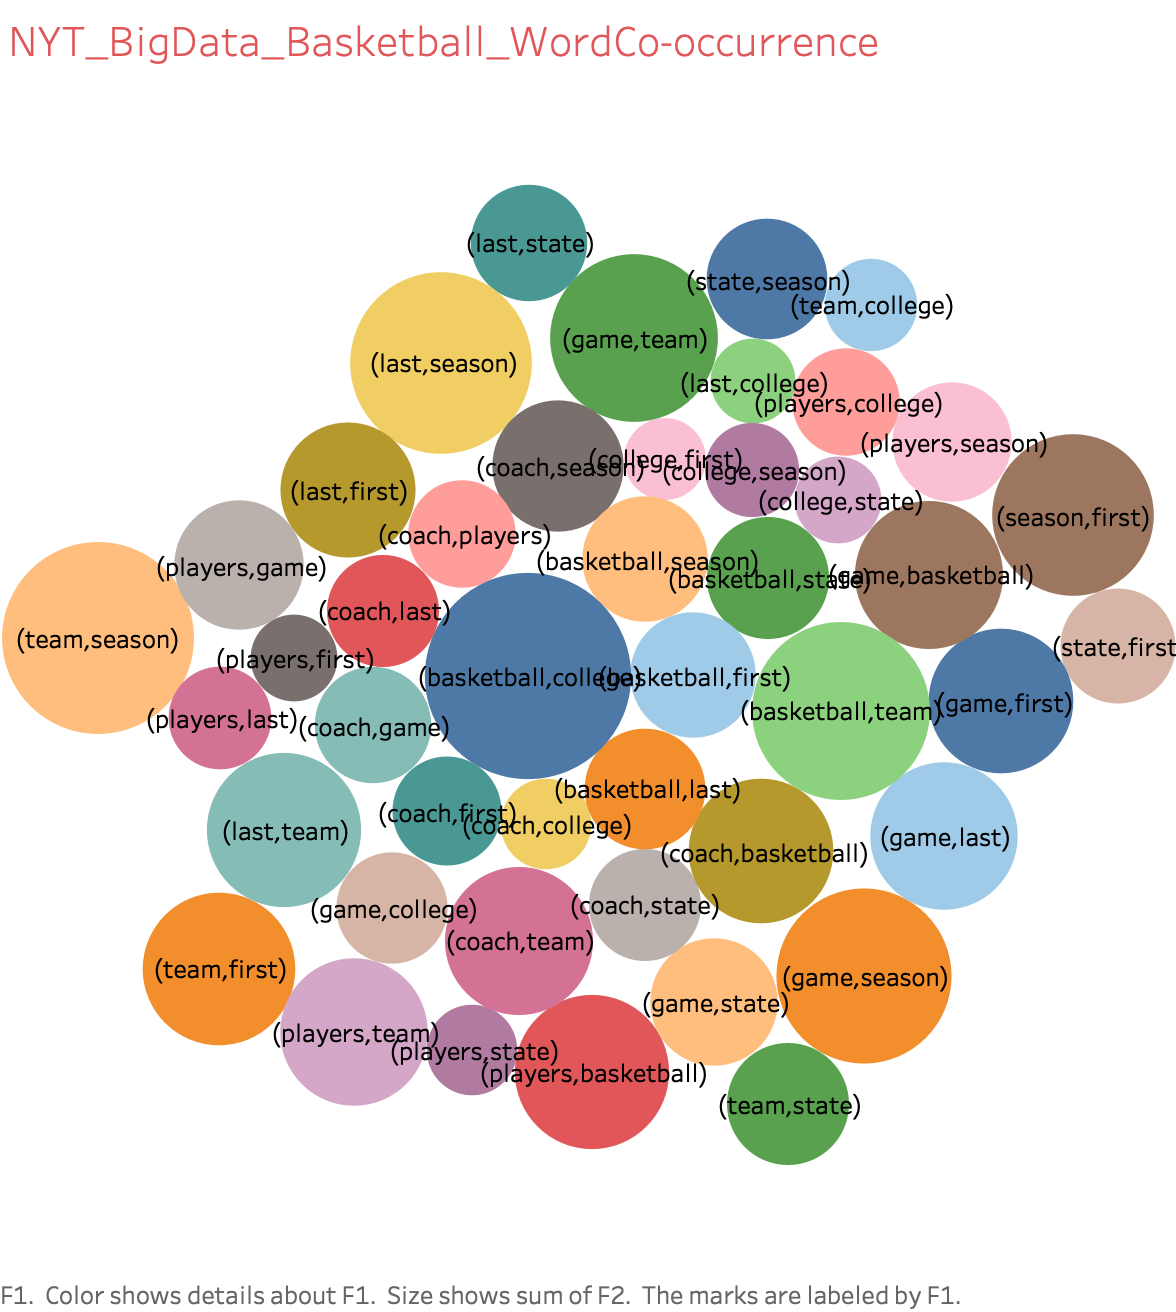 NYT_BigData_Basketball_WordCo-occurrence
(last,state)
(state,season)
(team,college)
(game,team)
(last,season)
(last,college)
(players,college)
(players,season)
(college,first)
(coach,season)
(college,season)
(last,first)
(college,state)
(season,first)
(coach,players)
(basketball,season)
(players,game)
(basketball,state)
(game,basketball)
(coach,last)
(team,season)
(state,first
(players,first)
(basketball,college)
(basketball,first)
(game,first)
(basketball,team)
(players,last)
(coach,game)
(basketball,last)
(coach,first)
(coach,college)
(last,team)
(game,last)
(coach,basketball)
(coach,state)
(game,college)
(coach,team)
(team,first)
(game,season)
(game,state)
(players,team)
(players,state)
(players,basketball)
(team,state)
F1.  Color shows details about F1.  Size shows sum of F2.  The marks are labeled by F1.